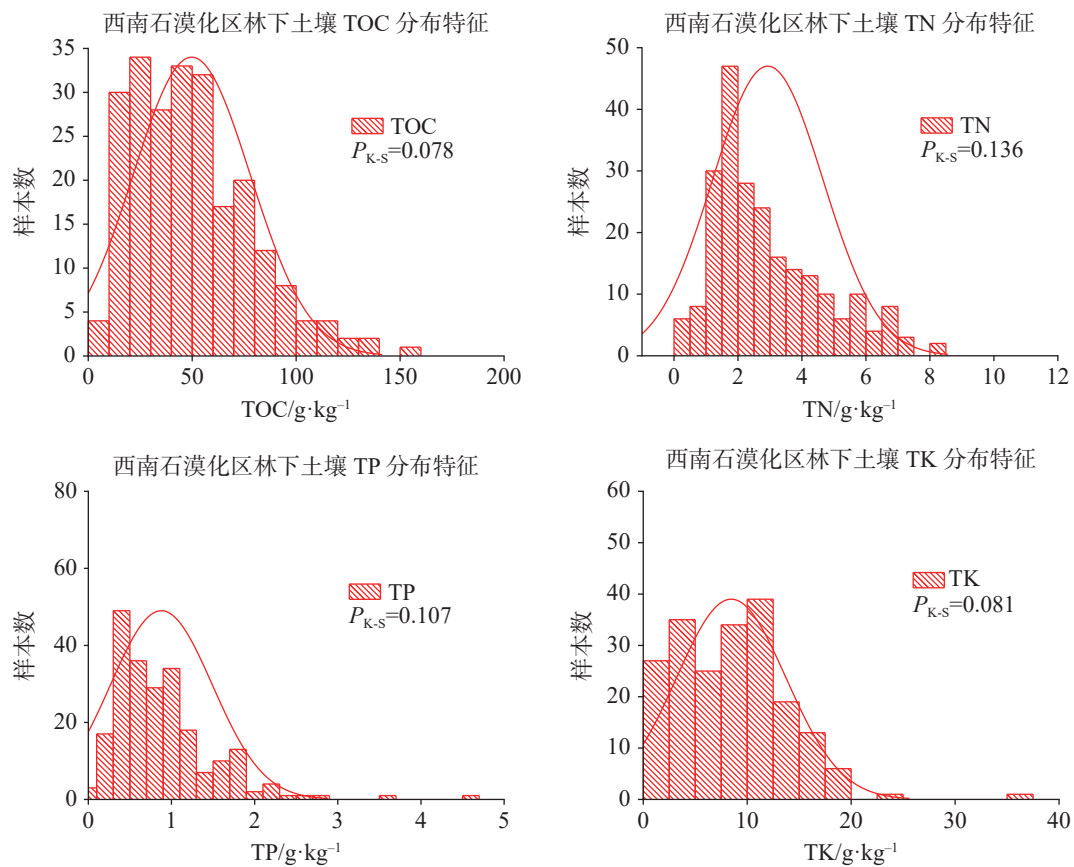 西南石漠化区林下土壤 TOC 分布特征
35
30
25
20
15
10
5
0
样本数
TOC
P_K-S=0.078
0 50 100 150 200
TOC/g·kg⁻¹
西南石漠化区林下土壤 TN 分布特征
50
40
30
20
10
0
样本数
TN
P_K-S=0.136
0 2 4 6 8 10 12
TN/g·kg⁻¹
西南石漠化区林下土壤 TP 分布特征
80
60
40
20
0
样本数
TP
P_K-S=0.107
0 1 2 3 4 5
TP/g·kg⁻¹
西南石漠化区林下土壤 TK 分布特征
60
50
40
30
20
10
0
样本数
TK
P_K-S=0.081
0 10 20 30 40
TK/g·kg⁻¹